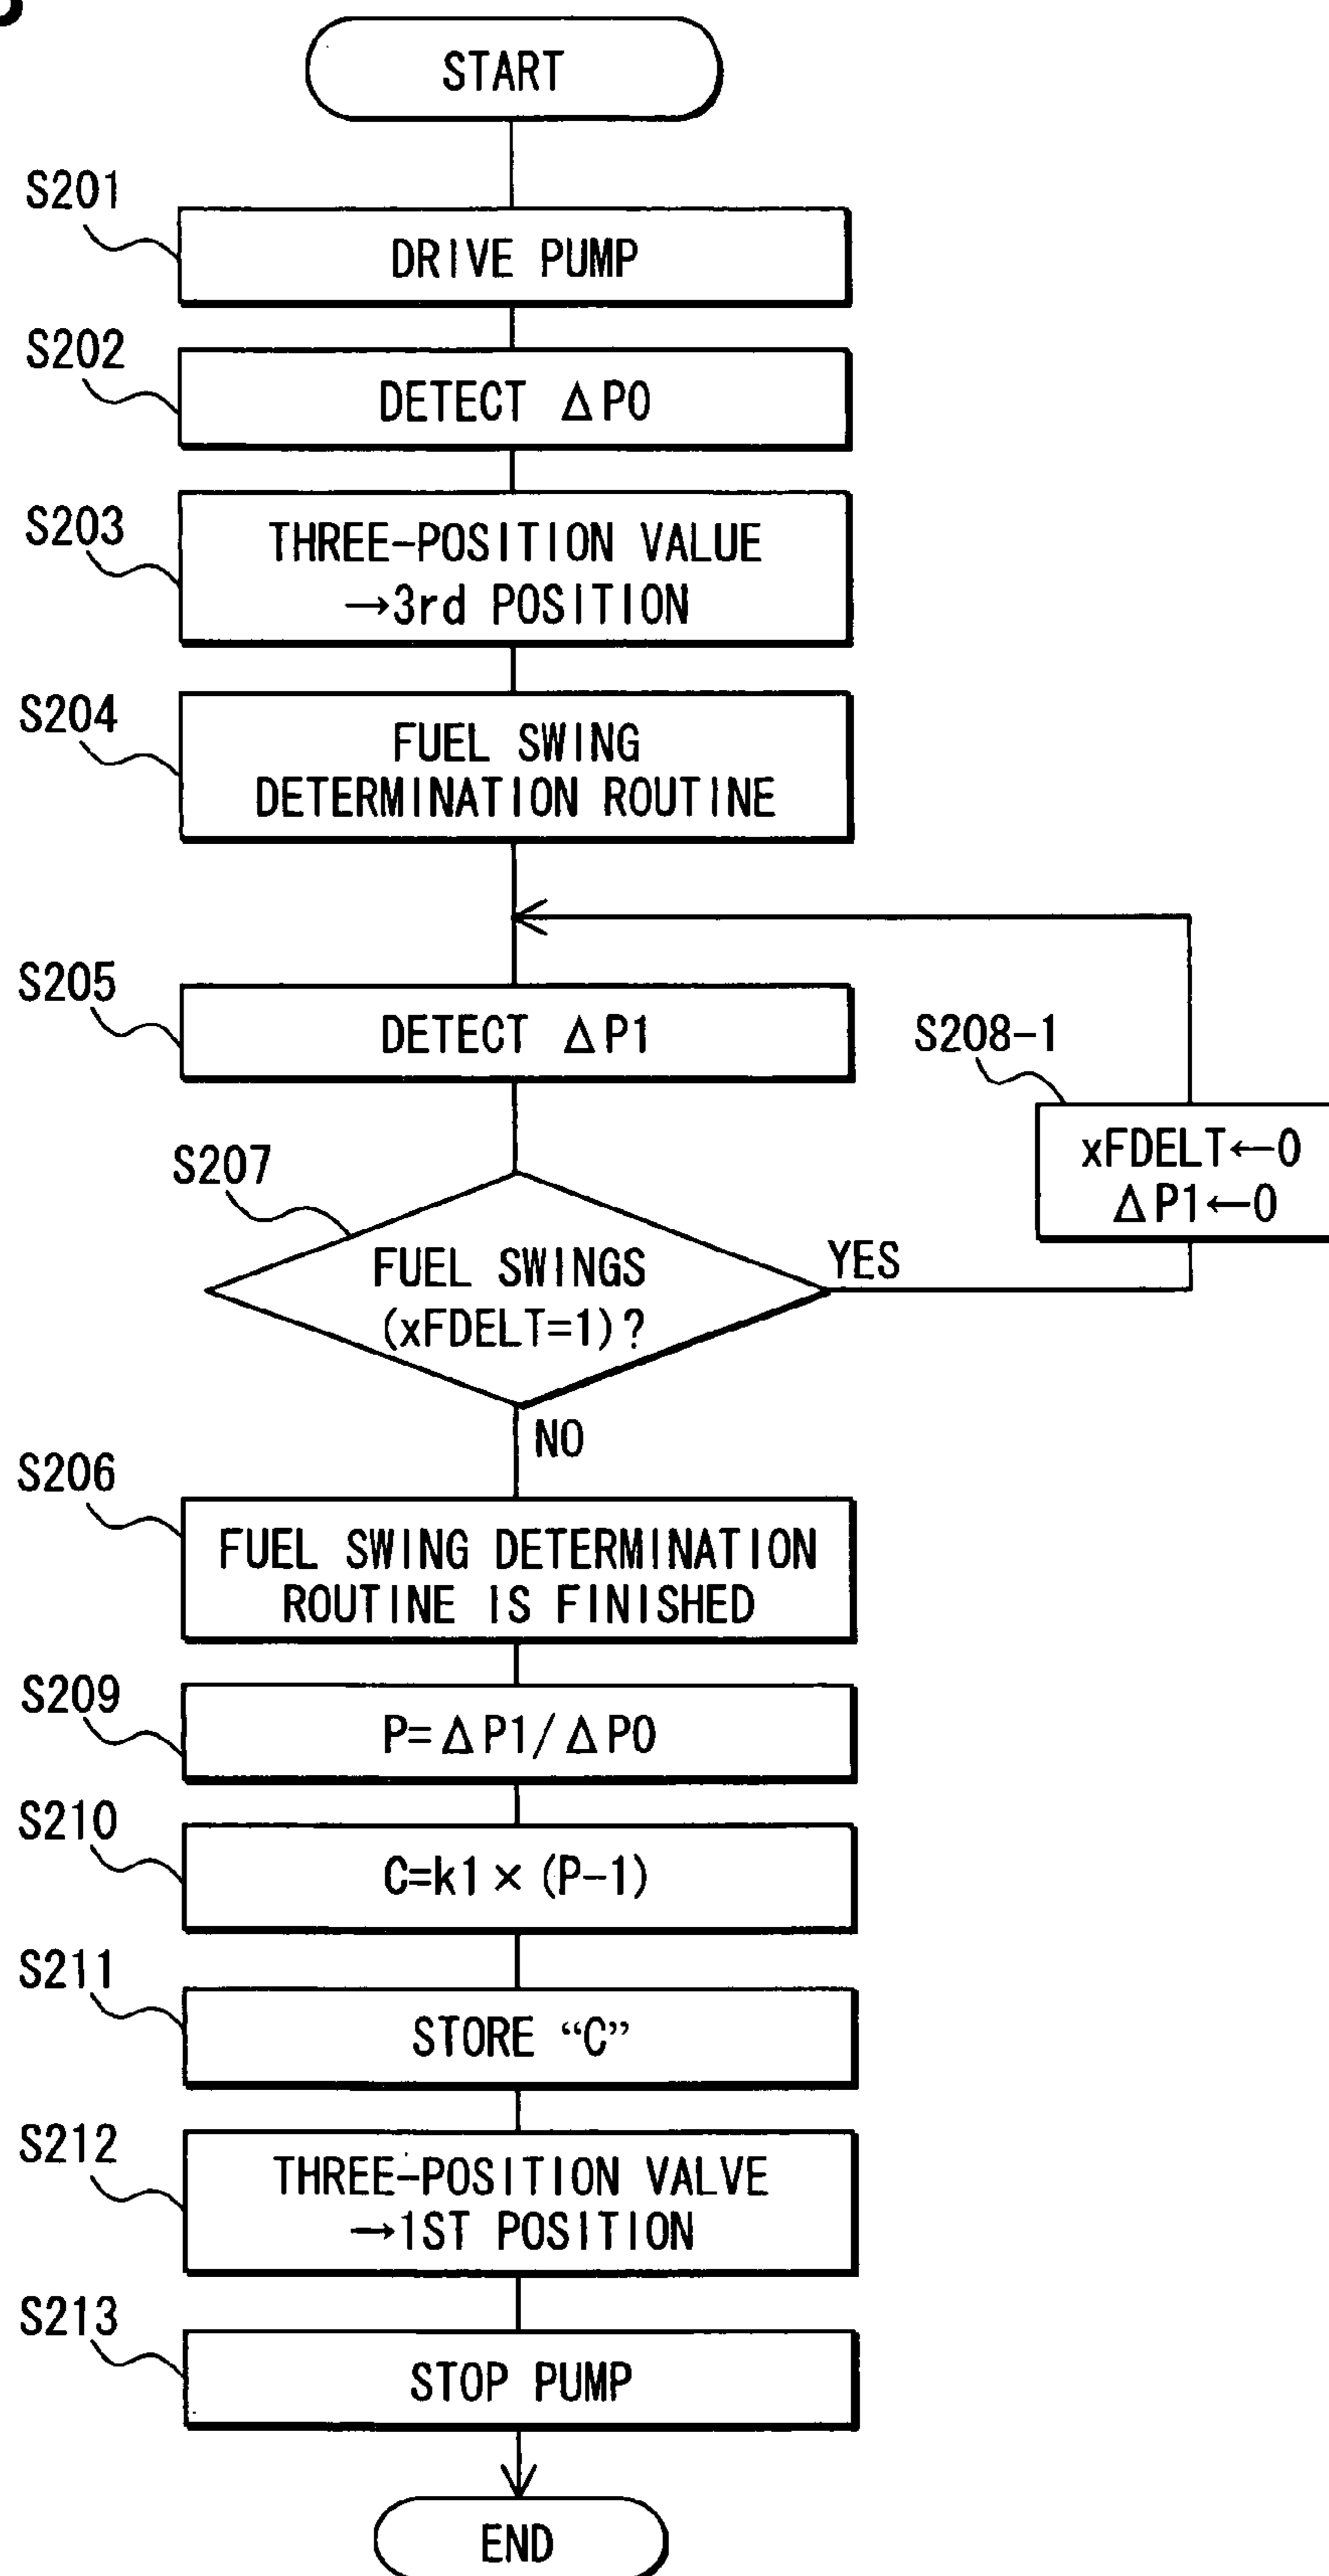 START
S201
DRIVE PUMP
S202
DETECT ΔP0
S203
THREE-POSITION VALUE
→3rd POSITION
S204
FUEL SWING
DETERMINATION ROUTINE
S205
DETECT ΔP1
S208-1
xFDELT←0
ΔP1←0
S207
FUEL SWINGS
(xFDELT=1)?
YES
NO
S206
FUEL SWING DETERMINATION
ROUTINE IS FINISHED
S209
P=ΔP1/ΔP0
S210
C=k1×(P-1)
S211
STORE “C”
S212
THREE-POSITION VALVE
→1ST POSITION
S213
STOP PUMP
END